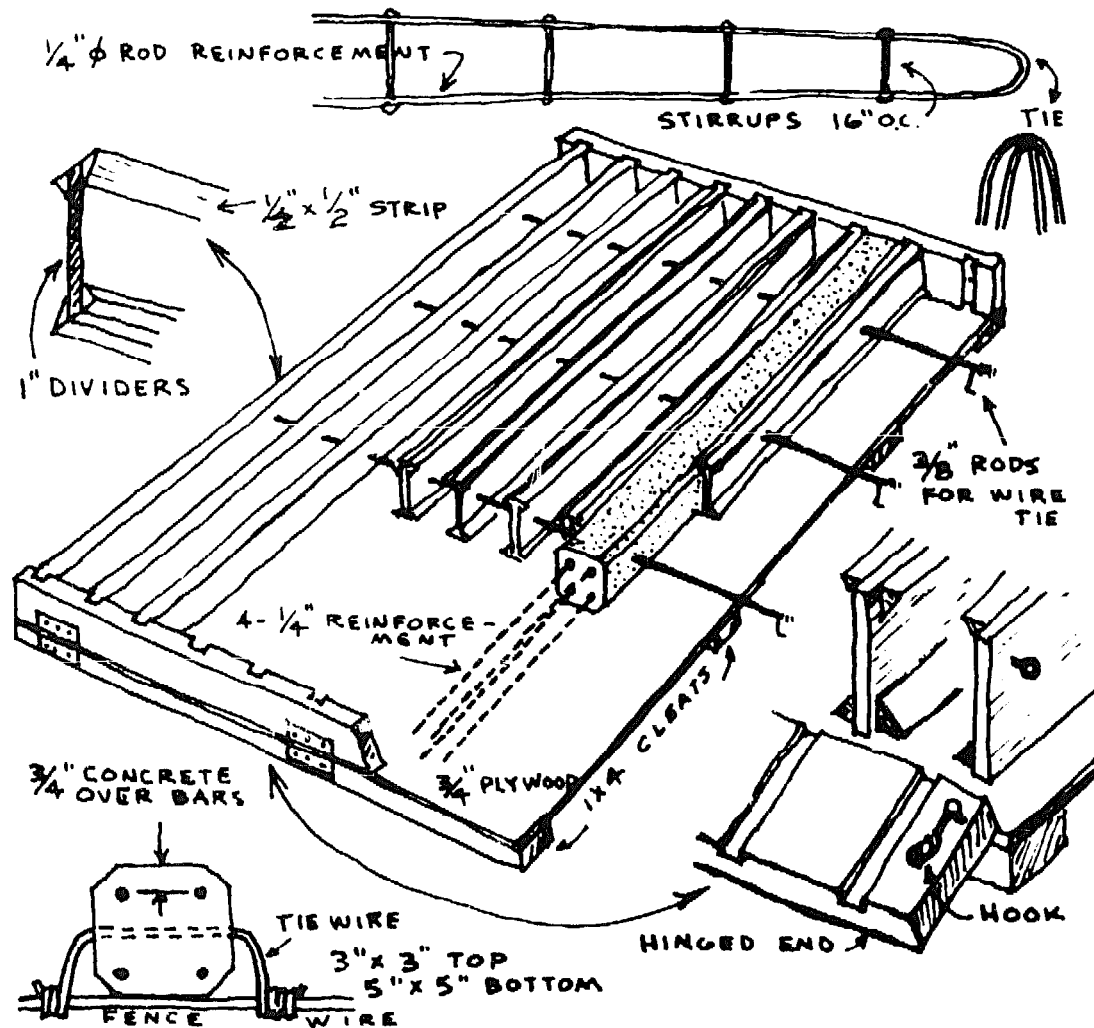 1/4" ⌀ ROD REINFORCEMENT
STIRRUPS 16" O.C.
TIE
1/2" x 1/2" STRIP
1" DIVIDERS
3/8" RODS
FOR WIRE
TIE
4- 1/4" REINFORCE-
MENT
1 x 4 CLEATS
3/4" PLYWOOD
3/4" CONCRETE
OVER BARS
TIE WIRE
3" x 3" TOP
5" x 5" BOTTOM
FENCE WIRE
HINGED END
HOOK